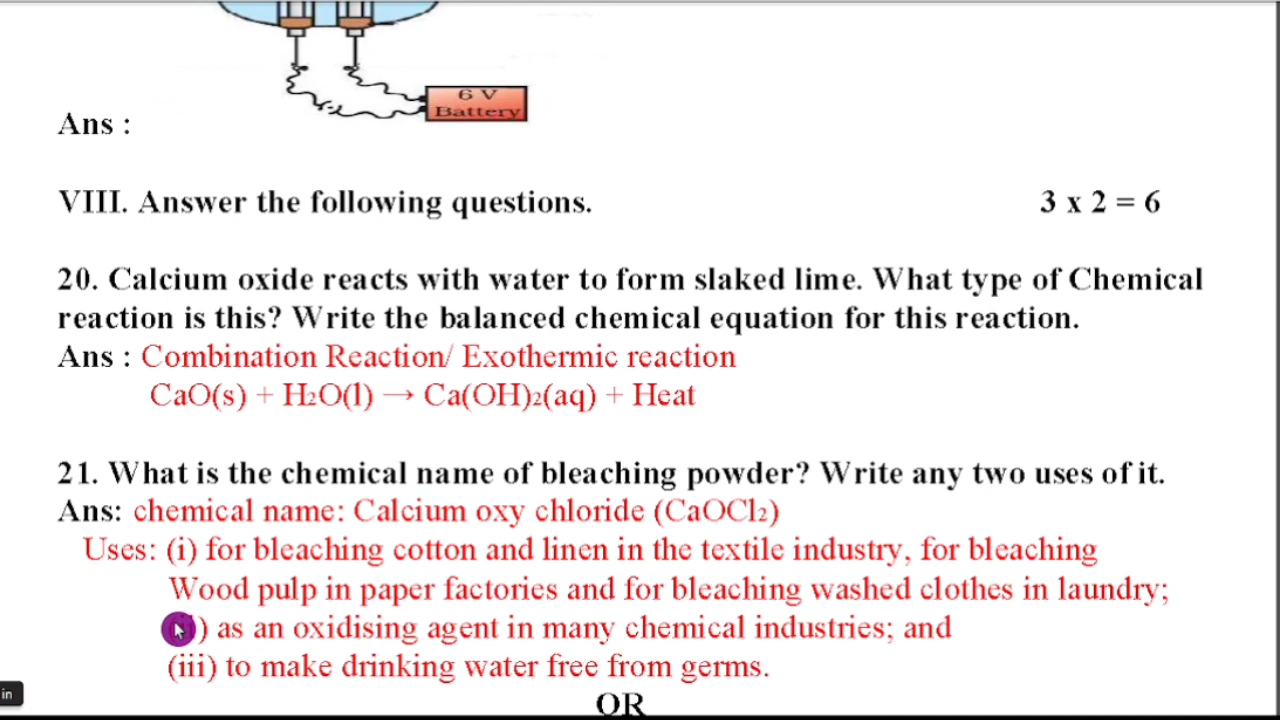 6 V
Battery
Ans :
VIII. Answer the following questions. 3 x 2 = 6
20. Calcium oxide reacts with water to form slaked lime. What type of Chemical
reaction is this? Write the balanced chemical equation for this reaction.
Ans : Combination Reaction/ Exothermic reaction
CaO(s) + H₂O(l) → Ca(OH)₂(aq) + Heat
21. What is the chemical name of bleaching powder? Write any two uses of it.
Ans: chemical name: Calcium oxy chloride (CaOCl₂)
Uses: (i) for bleaching cotton and linen in the textile industry, for bleaching
Wood pulp in paper factories and for bleaching washed clothes in laundry;
) as an oxidising agent in many chemical industries; and
(iii) to make drinking water free from germs.
in
OR